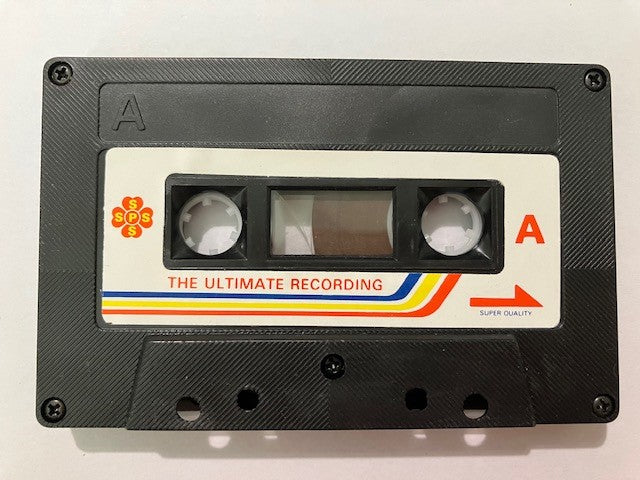 A
S
S P S
S
THE ULTIMATE RECORDING
A
SUPER QUALITY